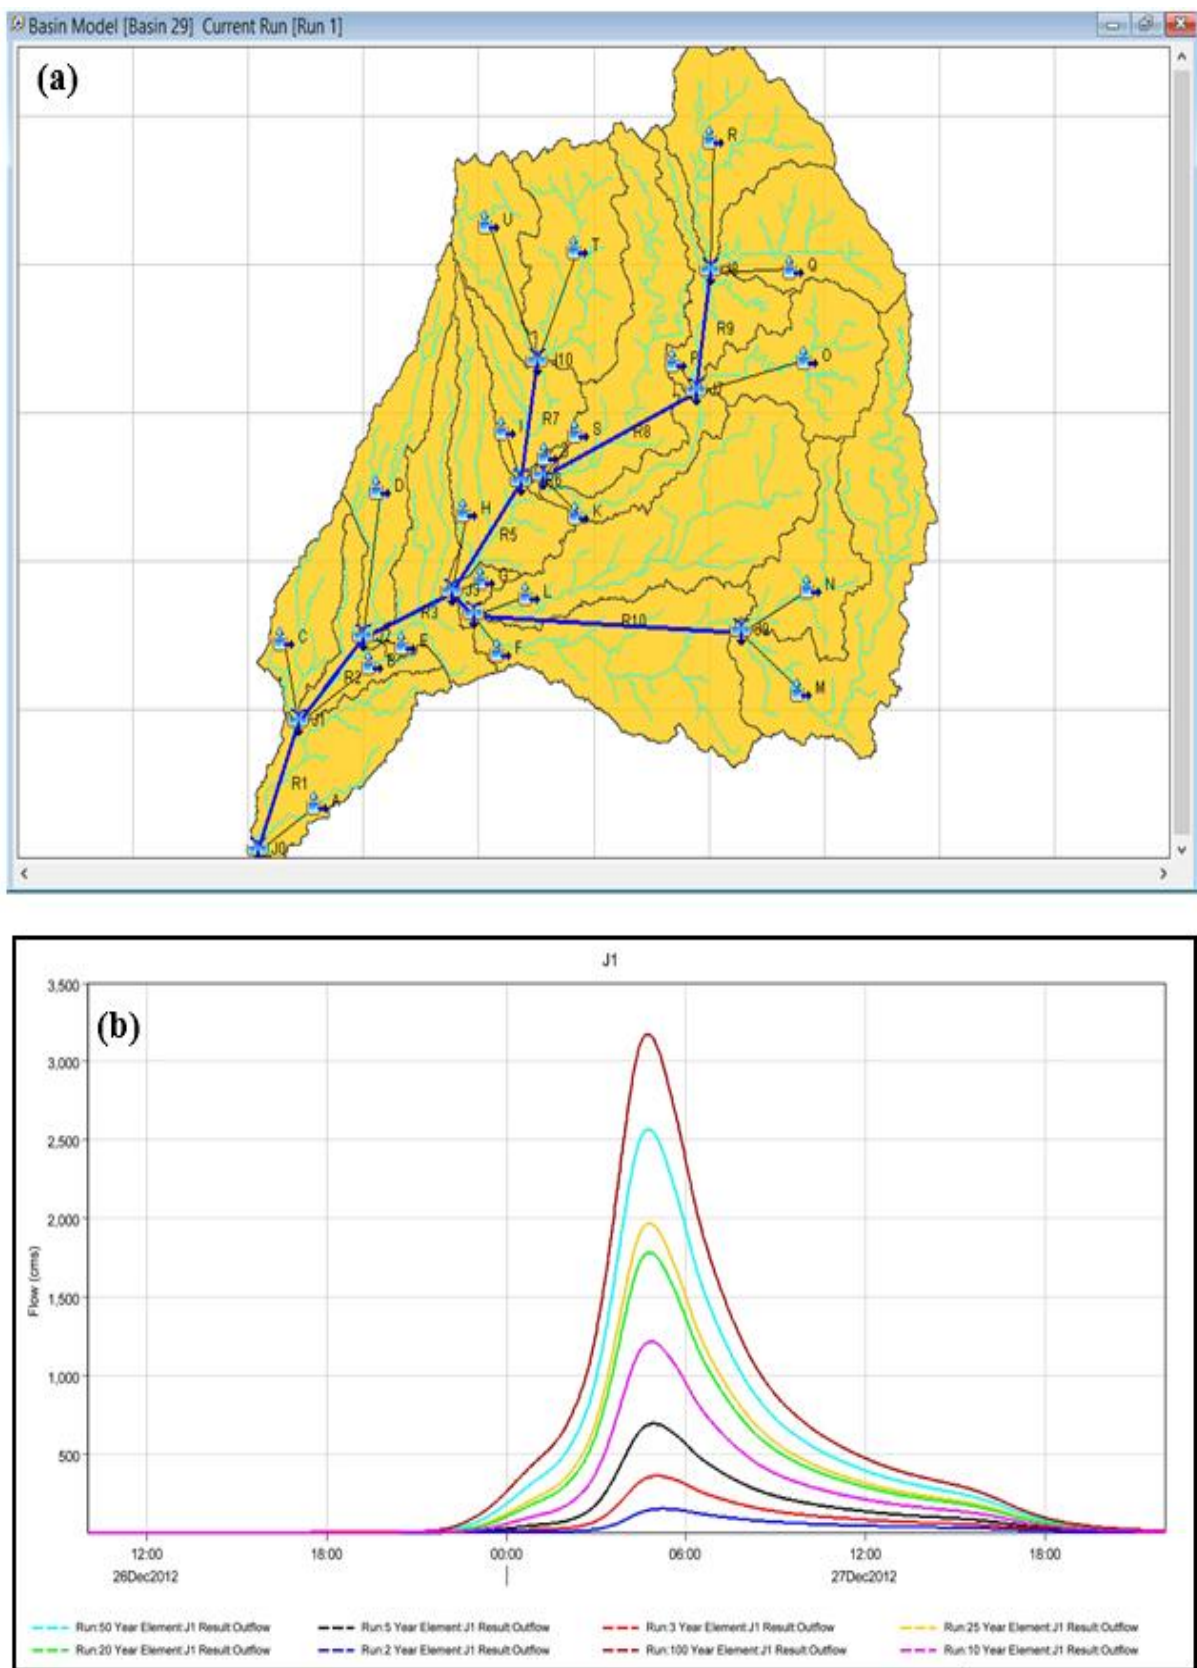 Basin Model [Basin 29] Current Run [Run 1]
(a)
R
U
T
J8
Q
R9
J10
P
O
J7
R7
I
S
R8
D
H
K
R5
G
N
J3
L
R3
R10
J9
C
E
F
B
R2
M
J1
R1
A
J0
J1
(b)
3,500
3,000
2,500
2,000
1,500
1,000
500
Flow (cms)
12:00
18:00
00:00
06:00
12:00
18:00
26Dec2012
27Dec2012
Run:50 Year Element:J1 Result:Outflow
Run:5 Year Element:J1 Result:Outflow
Run:3 Year Element:J1 Result:Outflow
Run:25 Year Element:J1 Result:Outflow
Run:20 Year Element:J1 Result:Outflow
Run:2 Year Element:J1 Result:Outflow
Run:100 Year Element:J1 Result:Outflow
Run:10 Year Element:J1 Result:Outflow